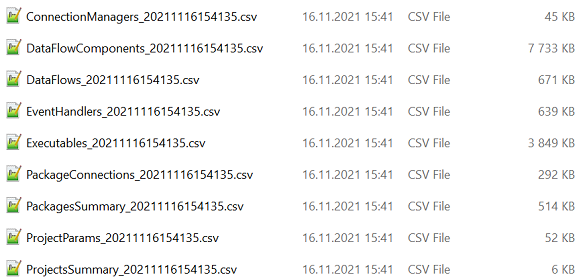 ConnectionManagers_20211116154135.csv 16.11.2021 15:41 CSV File 45 KB
DataFlowComponents_20211116154135.csv 16.11.2021 15:41 CSV File 7 733 KB
DataFlows_20211116154135.csv 16.11.2021 15:41 CSV File 671 KB
EventHandlers_20211116154135.csv 16.11.2021 15:41 CSV File 639 KB
Executables_20211116154135.csv 16.11.2021 15:41 CSV File 3 849 KB
PackageConnections_20211116154135.csv 16.11.2021 15:41 CSV File 292 KB
PackagesSummary_20211116154135.csv 16.11.2021 15:41 CSV File 514 KB
ProjectParams_20211116154135.csv 16.11.2021 15:41 CSV File 52 KB
ProjectsSummary_20211116154135.csv 16.11.2021 15:41 CSV File 6 KB